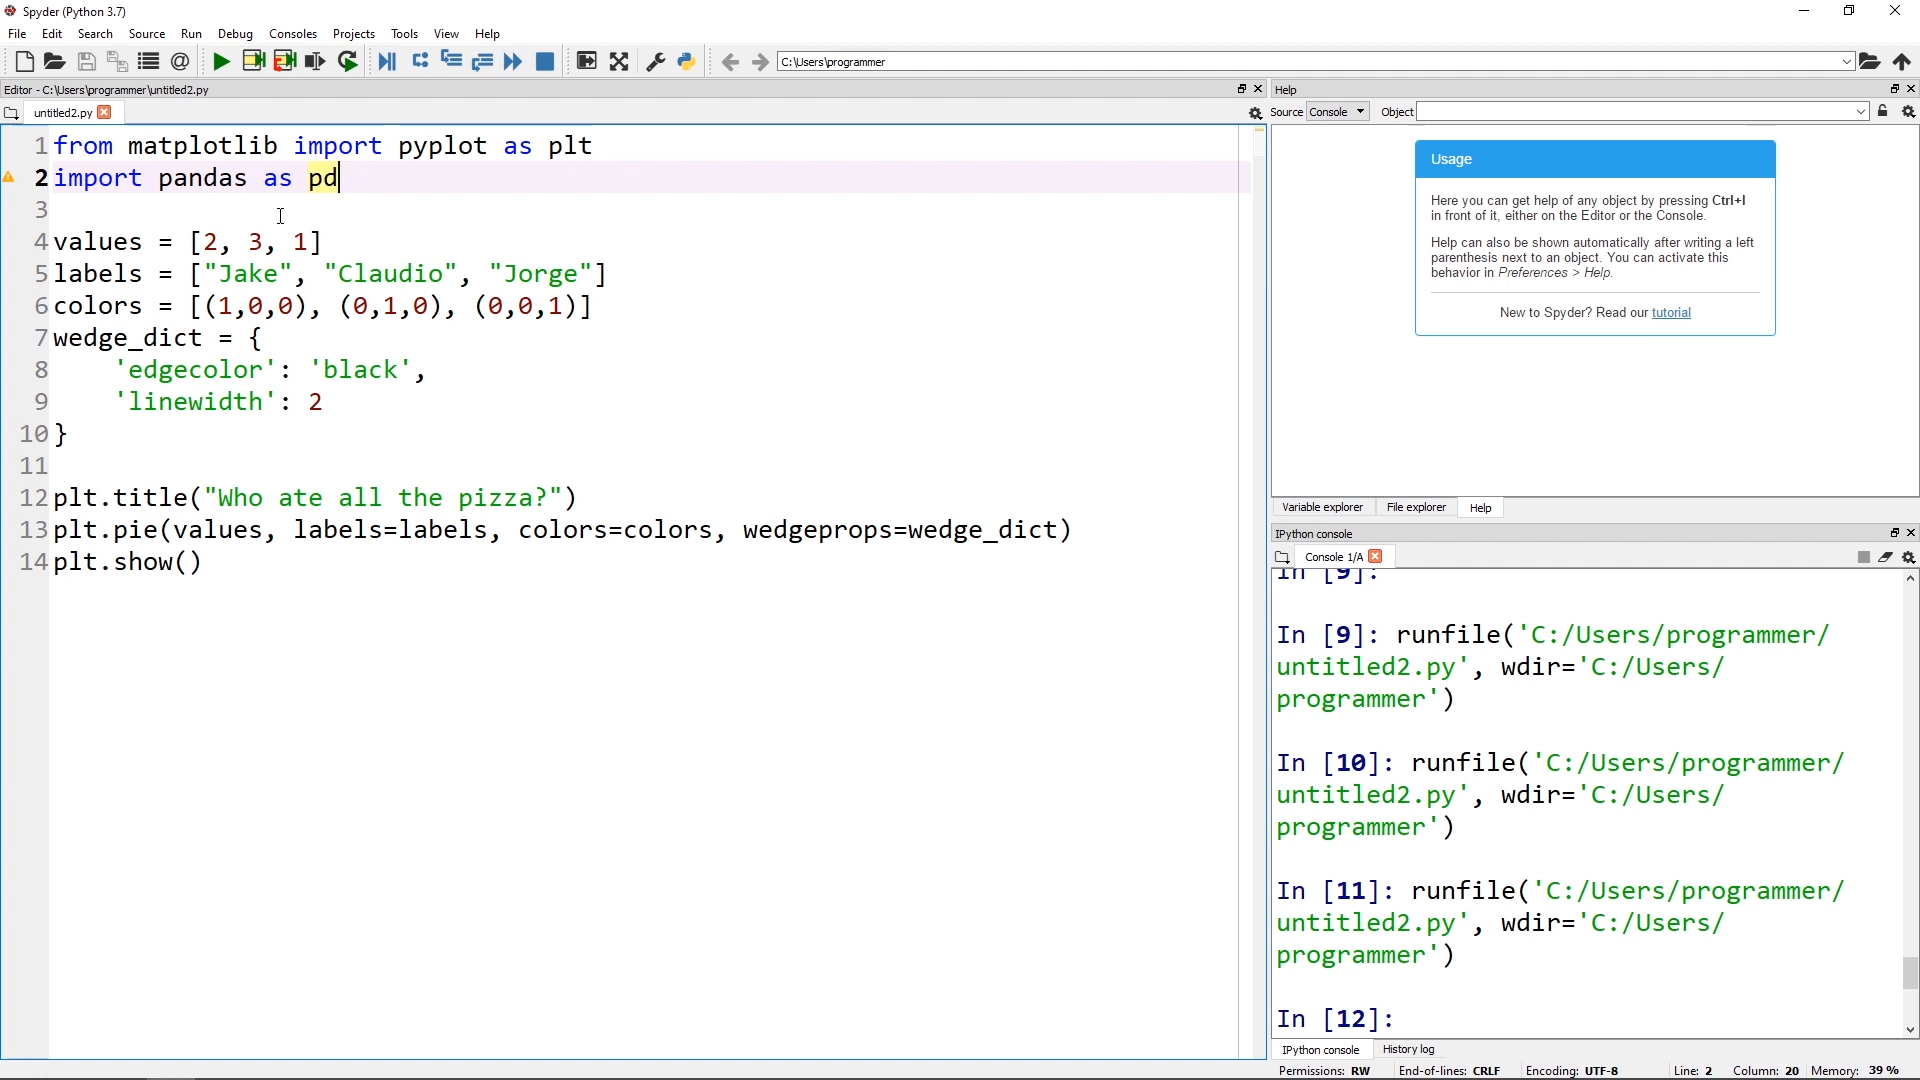 Spyder (Python 3.7)
File Edit Search Source Run Debug Consoles Projects Tools View Help
C:\Users\programmer
Editor - C:\Users\programmer\untitled2.py
untitled2.py
1 from matplotlib import pyplot as plt
2 import pandas as pd
3
4 values = [2, 3, 1]
5 labels = ["Jake", "Claudio", "Jorge"]
6 colors = [(1,0,0), (0,1,0), (0,0,1)]
7 wedge_dict = {
8     'edgecolor': 'black',
9     'linewidth': 2
10 }
11
12 plt.title("Who ate all the pizza?")
13 plt.pie(values, labels=labels, colors=colors, wedgeprops=wedge_dict)
14 plt.show()
Help
Source Console Object
Usage
Here you can get help of any object by pressing Ctrl+I
in front of it, either on the Editor or the Console.
Help can also be shown automatically after writing a left
parenthesis next to an object. You can activate this
behavior in Preferences > Help.
New to Spyder? Read our tutorial
Variable explorer File explorer Help
IPython console
Console 1/A
In [9]:
In [9]: runfile('C:/Users/programmer/
untitled2.py', wdir='C:/Users/
programmer')
In [10]: runfile('C:/Users/programmer/
untitled2.py', wdir='C:/Users/
programmer')
In [11]: runfile('C:/Users/programmer/
untitled2.py', wdir='C:/Users/
programmer')
In [12]:
IPython console History log
Permissions: RW End-of-lines: CRLF Encoding: UTF-8 Line: 2 Column: 20 Memory: 39 %